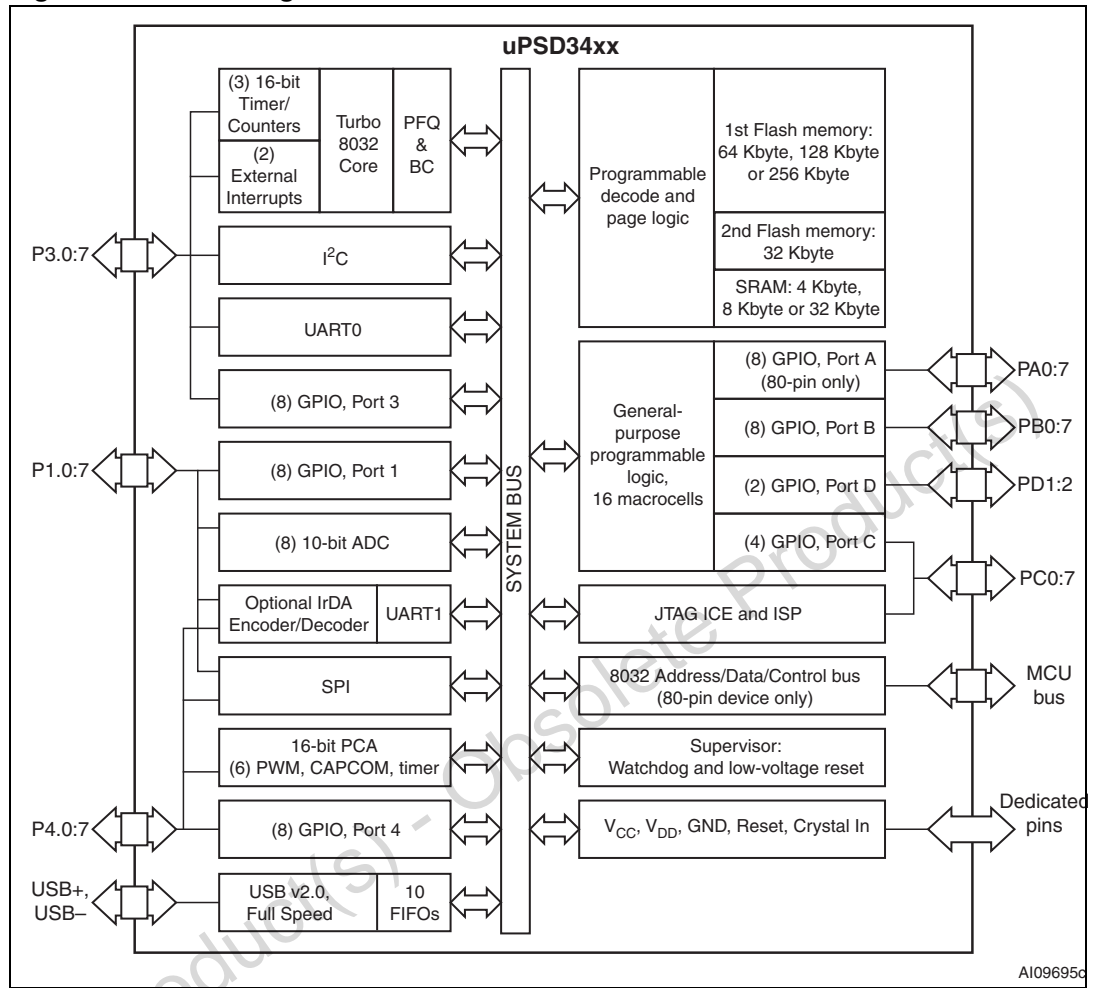 uPSD34xx
(3) 16-bit
Timer/
Counters
(2)
External
Interrupts
Turbo
8032
Core
PFQ
&
BC
P3.0:7
I2C
UART0
(8) GPIO, Port 3
P1.0:7
(8) GPIO, Port 1
(8) 10-bit ADC
Optional IrDA
Encoder/Decoder
UART1
SPI
16-bit PCA
(6) PWM, CAPCOM, timer
P4.0:7
(8) GPIO, Port 4
USB+,
USB–
USB v2.0,
Full Speed
10
FIFOs
SYSTEM BUS
Programmable
decode and
page logic
1st Flash memory:
64 Kbyte, 128 Kbyte
or 256 Kbyte
2nd Flash memory:
32 Kbyte
SRAM: 4 Kbyte,
8 Kbyte or 32 Kbyte
General-
purpose
programmable
logic,
16 macrocells
(8) GPIO, Port A
(80-pin only)
PA0:7
(8) GPIO, Port B
PB0:7
(2) GPIO, Port D
PD1:2
(4) GPIO, Port C
PC0:7
JTAG ICE and ISP
8032 Address/Data/Control bus
(80-pin device only)
MCU
bus
Supervisor:
Watchdog and low-voltage reset
VCC, VDD, GND, Reset, Crystal In
Dedicated
pins
AI09695c
Product(s) - Obsolete Product(s)